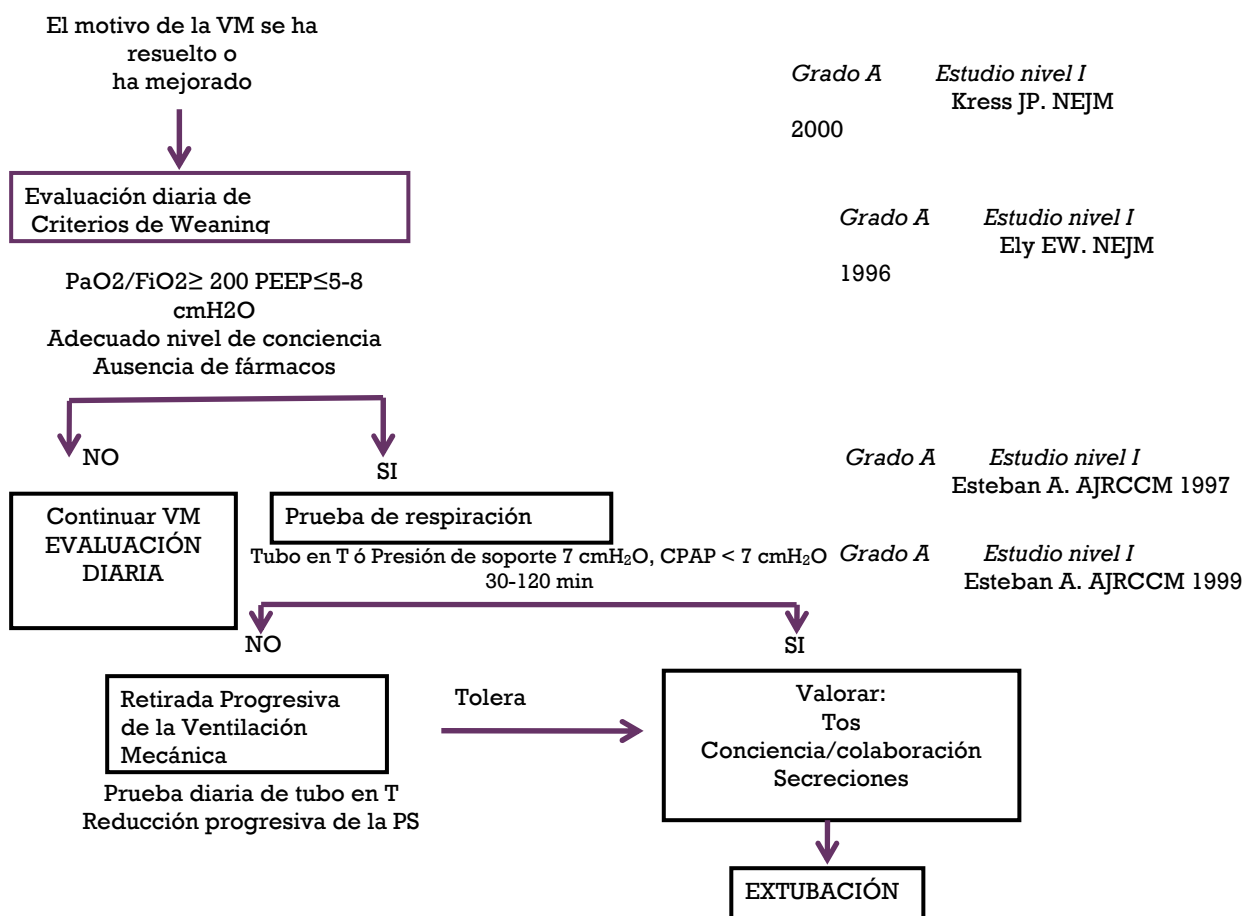 El motivo de la VM se ha
resuelto o
ha mejorado
Grado A Estudio nivel I
Kress JP. NEJM
2000
Evaluación diaria de
Criterios de Weaning
Grado A Estudio nivel I
Ely EW. NEJM
1996
PaO2/FiO2≥ 200 PEEP≤5-8
cmH2O
Adecuado nivel de conciencia
Ausencia de fármacos
NO
SI
Grado A Estudio nivel I
Esteban A. AJRCCM 1997
Continuar VM
EVALUACIÓN
DIARIA
Prueba de respiración
Tubo en T ó Presión de soporte 7 cmH₂O, CPAP < 7 cmH₂O
30-120 min
Grado A Estudio nivel I
Esteban A. AJRCCM 1999
NO
SI
Retirada Progresiva
de la Ventilación
Mecánica
Tolera
Valorar:
Tos
Conciencia/colaboración
Secreciones
Prueba diaria de tubo en T
Reducción progresiva de la PS
EXTUBACIÓN